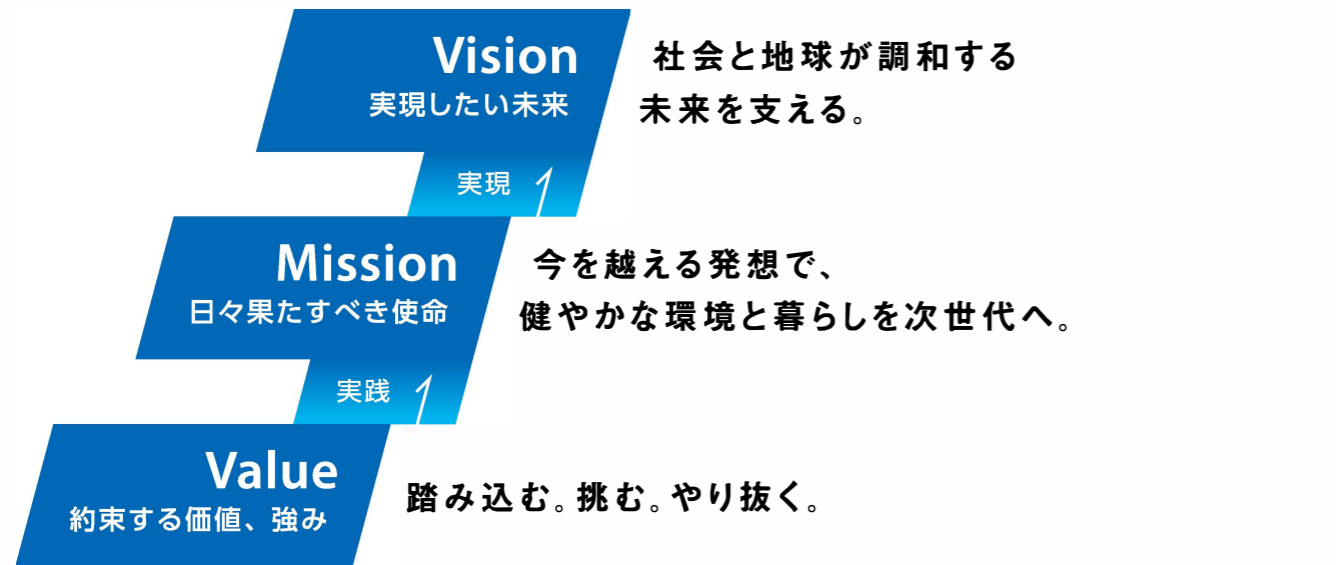 Vision
実現したい未来
社会と地球が調和する
未来を支える。
実現
Mission
日々果たすべき使命
今を越える発想で、
健やかな環境と暮らしを次世代へ。
実践
Value
約束する価値、強み
踏み込む。挑む。やり抜く。